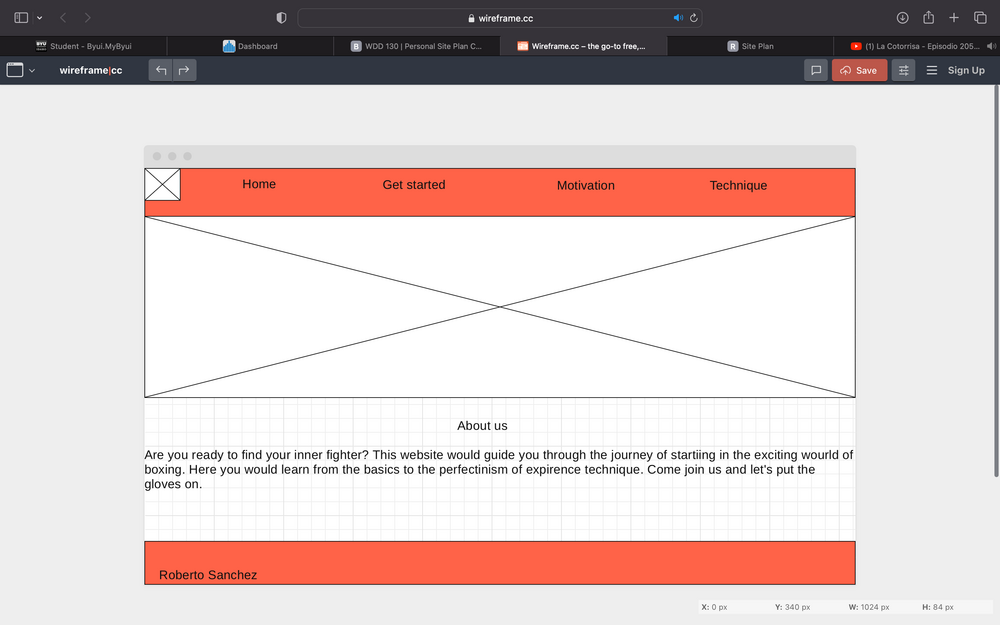 wireframe.cc
BYU Student - Byui.MyByui
Dashboard
B WDD 130 | Personal Site Plan C...
Wireframe.cc – the go-to free,...
R Site Plan
(1) La Cotorrisa - Episodio 205...
wireframe|cc
Save
Sign Up
Home
Get started
Motivation
Technique
About us
Are you ready to find your inner fighter? This website would guide you through the journey of startiing in the exciting wourld of
boxing. Here you would learn from the basics to the perfectinism of expirence technique. Come join us and let's put the
gloves on.
Roberto Sanchez
X: 0 px Y: 340 px W: 1024 px H: 84 px